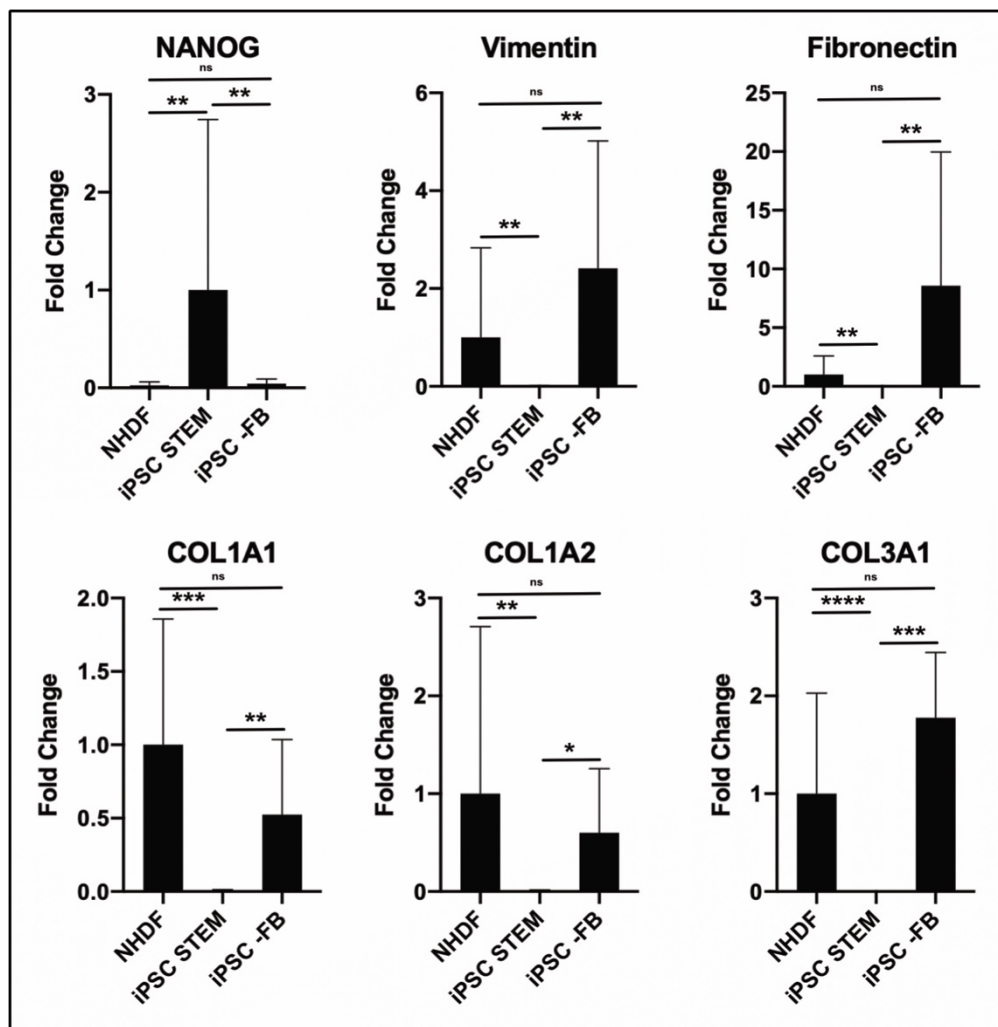 NANOG
ns
** **
Fold Change
3
2
1
0
NHDF
iPSC STEM
iPSC -FB
Vimentin
ns
**
**
Fold Change
6
4
2
0
NHDF
iPSC STEM
iPSC -FB
Fibronectin
ns
**
**
Fold Change
25
20
15
10
5
0
NHDF
iPSC STEM
iPSC -FB
COL1A1
ns
***
**
Fold Change
2.0
1.5
1.0
0.5
0.0
NHDF
iPSC STEM
iPSC -FB
COL1A2
ns
**
*
Fold Change
3
2
1
0
NHDF
iPSC STEM
iPSC -FB
COL3A1
ns
****
***
Fold Change
3
2
1
0
NHDF
iPSC STEM
iPSC -FB